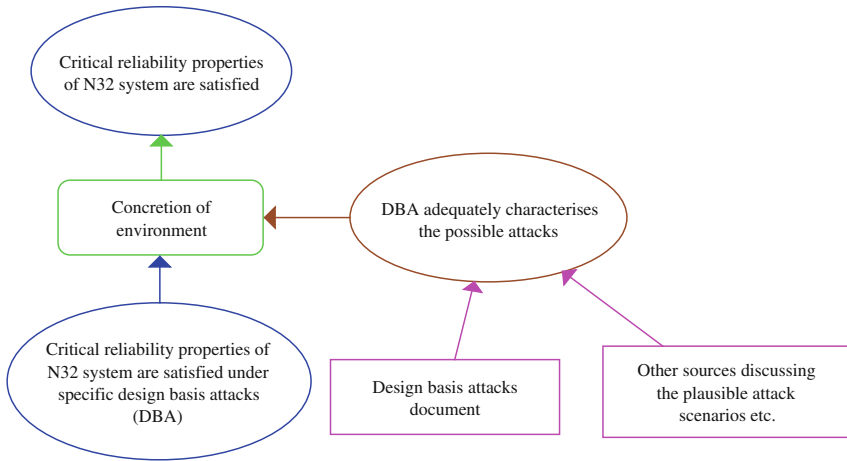 Critical reliability properties
of N32 system are satisfied
Concretion of
environment
DBA adequately characterises
the possible attacks
Critical reliability properties of
N32 system are satisfied under
specific design basis attacks
(DBA)
Design basis attacks
document
Other sources discussing
the plausible attack
scenarios etc.